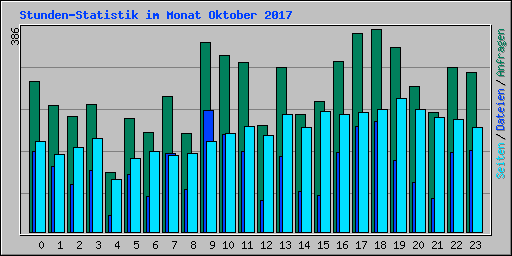 Stunden-Statistik im Monat Oktober 2017
386
Seiten / Dateien / Anfragen
0 1 2 3 4 5 6 7 8 9 10 11 12 13 14 15 16 17 18 19 20 21 22 23